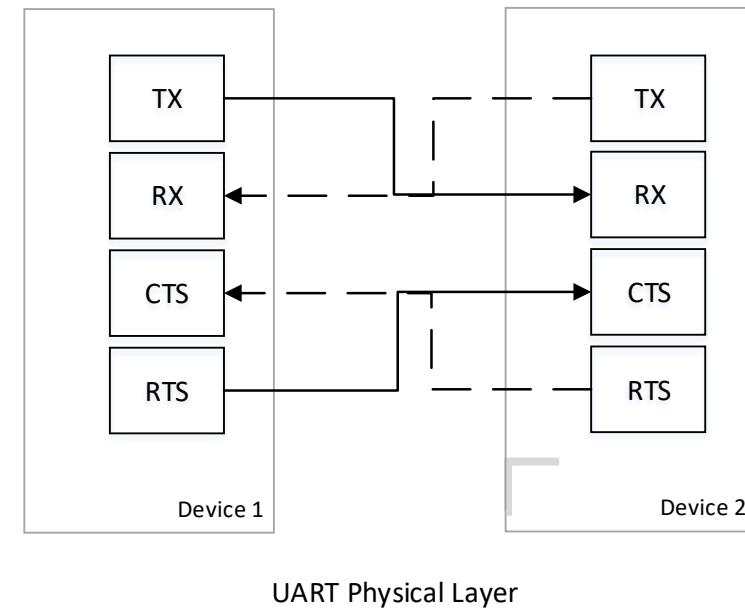 TX
RX
CTS
RTS
Device 1
TX
RX
CTS
RTS
Device 2
UART Physical Layer